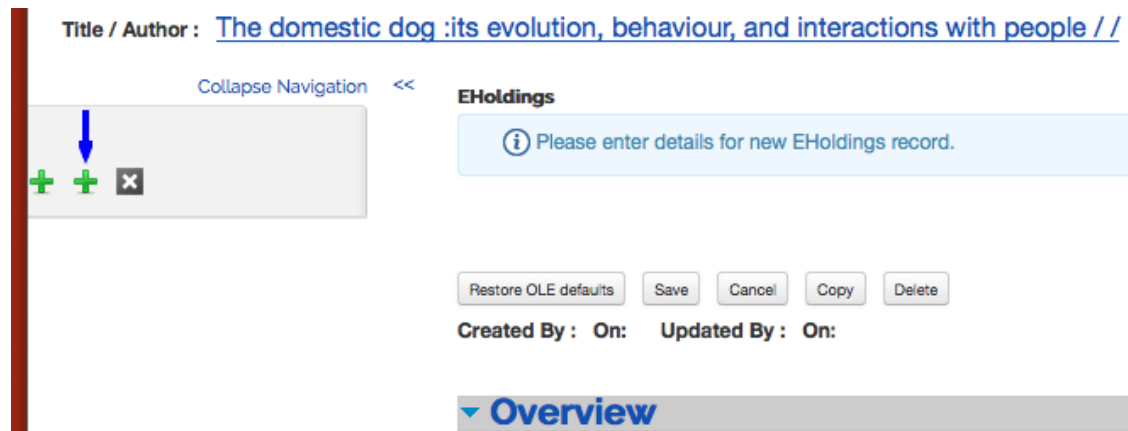 Title / Author : The domestic dog :its evolution, behaviour, and interactions with people / /
Collapse Navigation <<
EHoldings
Please enter details for new EHoldings record.
Restore OLE defaults Save Cancel Copy Delete
Created By : On: Updated By : On:
Overview